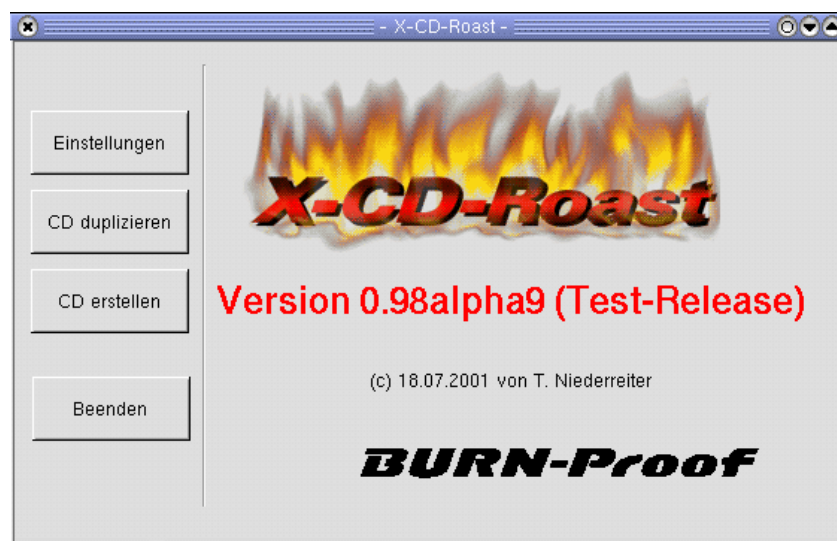 - X-CD-Roast -
Einstellungen
CD duplizieren
CD erstellen
Beenden
X-CD-Roast
Version 0.98alpha9 (Test-Release)
(c) 18.07.2001 von T. Niederreiter
BURN-Proof